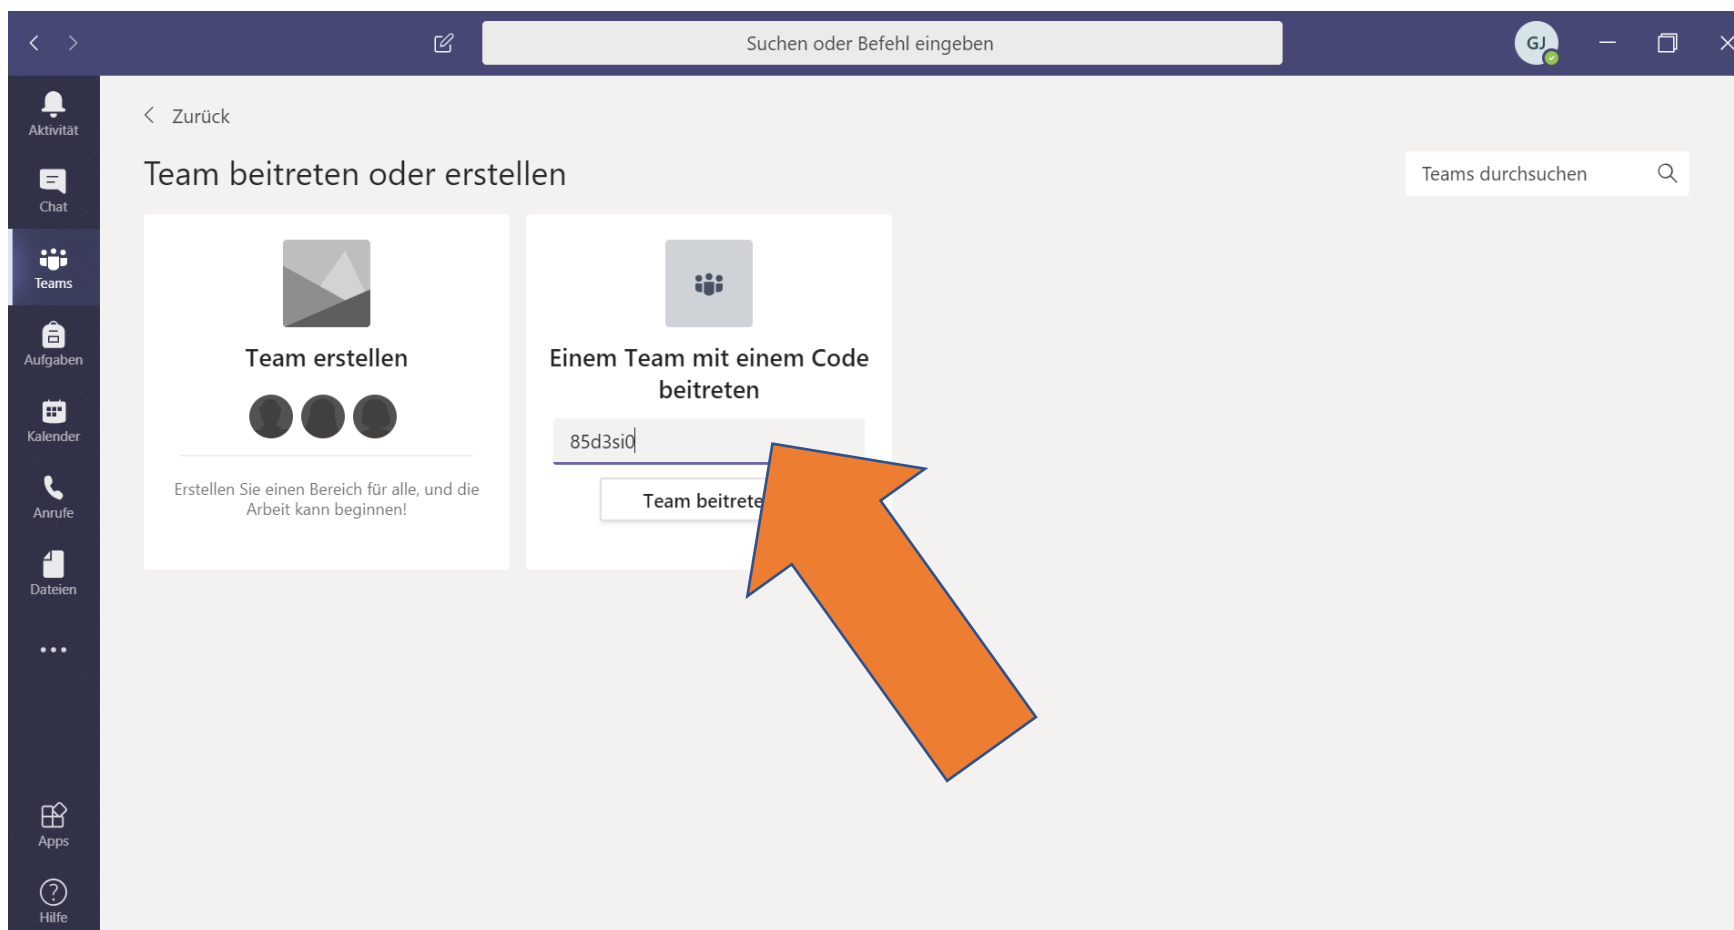 Suchen oder Befehl eingeben
GJ
Aktivität
Chat
Teams
Aufgaben
Kalender
Anrufe
Dateien
Apps
Hilfe
Zurück
Team beitreten oder erstellen
Teams durchsuchen
Team erstellen
Erstellen Sie einen Bereich für alle, und die
Arbeit kann beginnen!
Einem Team mit einem Code
beitreten
85d3si0
Team beitrete